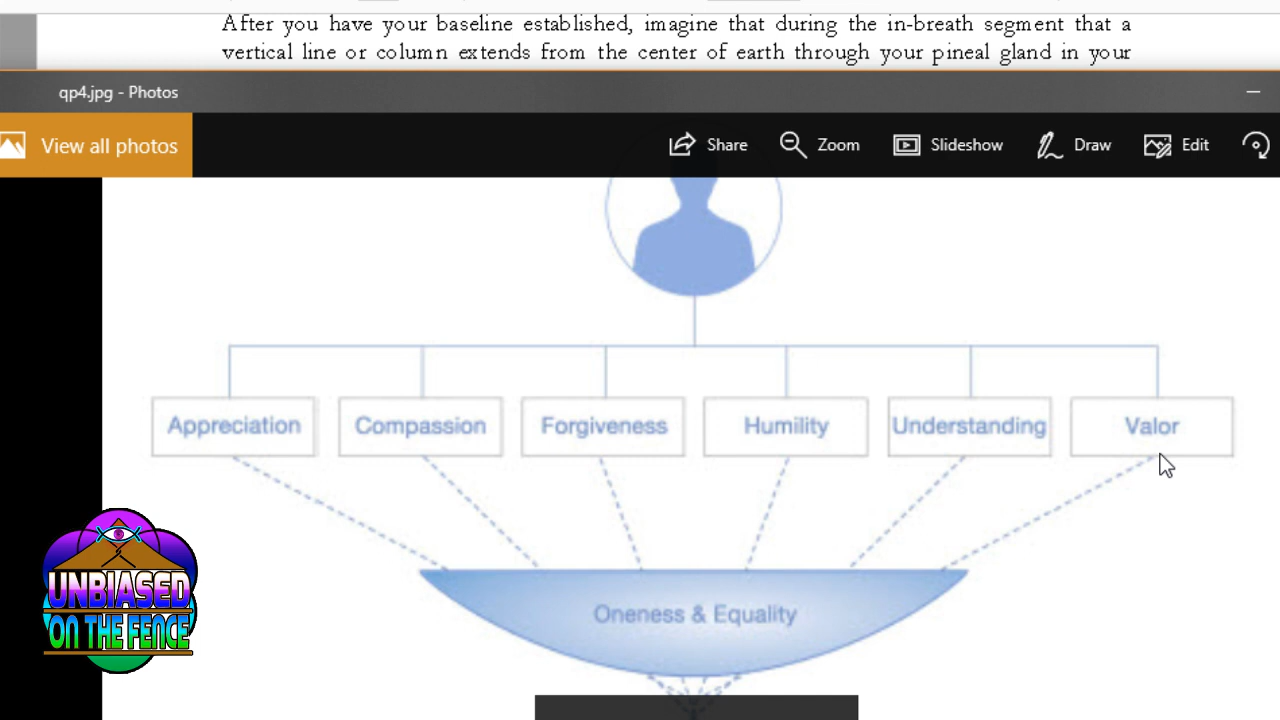 After you have your baseline established, imagine that during the in-breath segment that a
vertical line or column extends from the center of earth through your pineal gland in your
qp4.jpg - Photos
View all photos
Share
Zoom
Slideshow
Draw
Edit
Appreciation
Compassion
Forgiveness
Humility
Understanding
Valor
Oneness & Equality
UNBIASED
ON THE FENCE